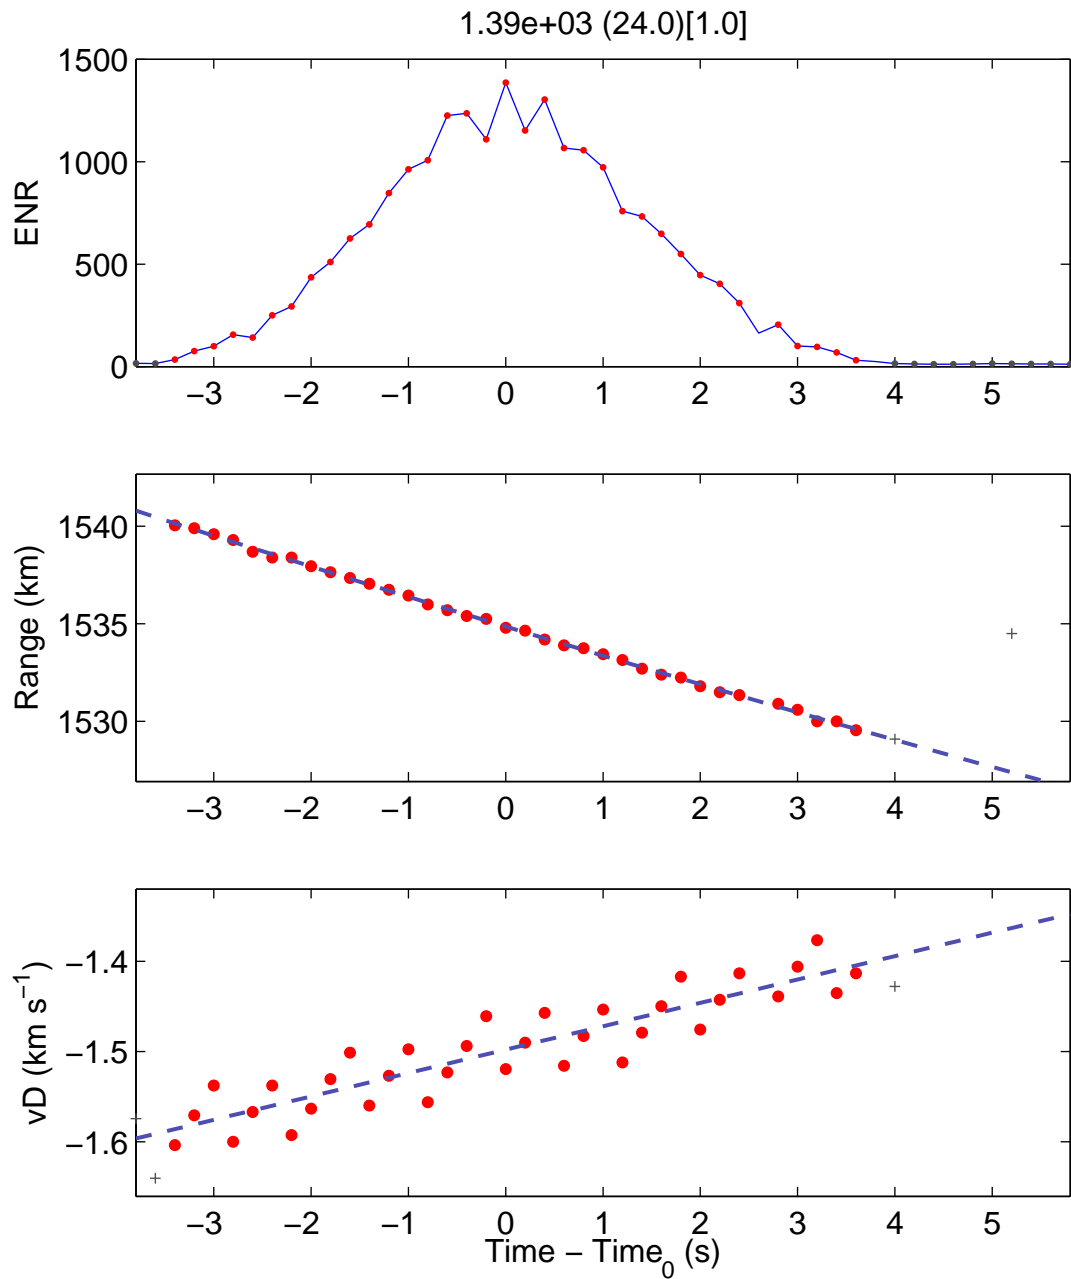 1.39e+03 (24.0)[1.0]
1500
1000
500
0
ENR
−3 −2 −1 0 1 2 3 4 5
1540
1535
1530
Range (km)
−3 −2 −1 0 1 2 3 4 5
−1.4
−1.5
−1.6
vD (km s⁻¹)
−3 −2 −1 0 1 2 3 4 5
Time − Time₀ (s)